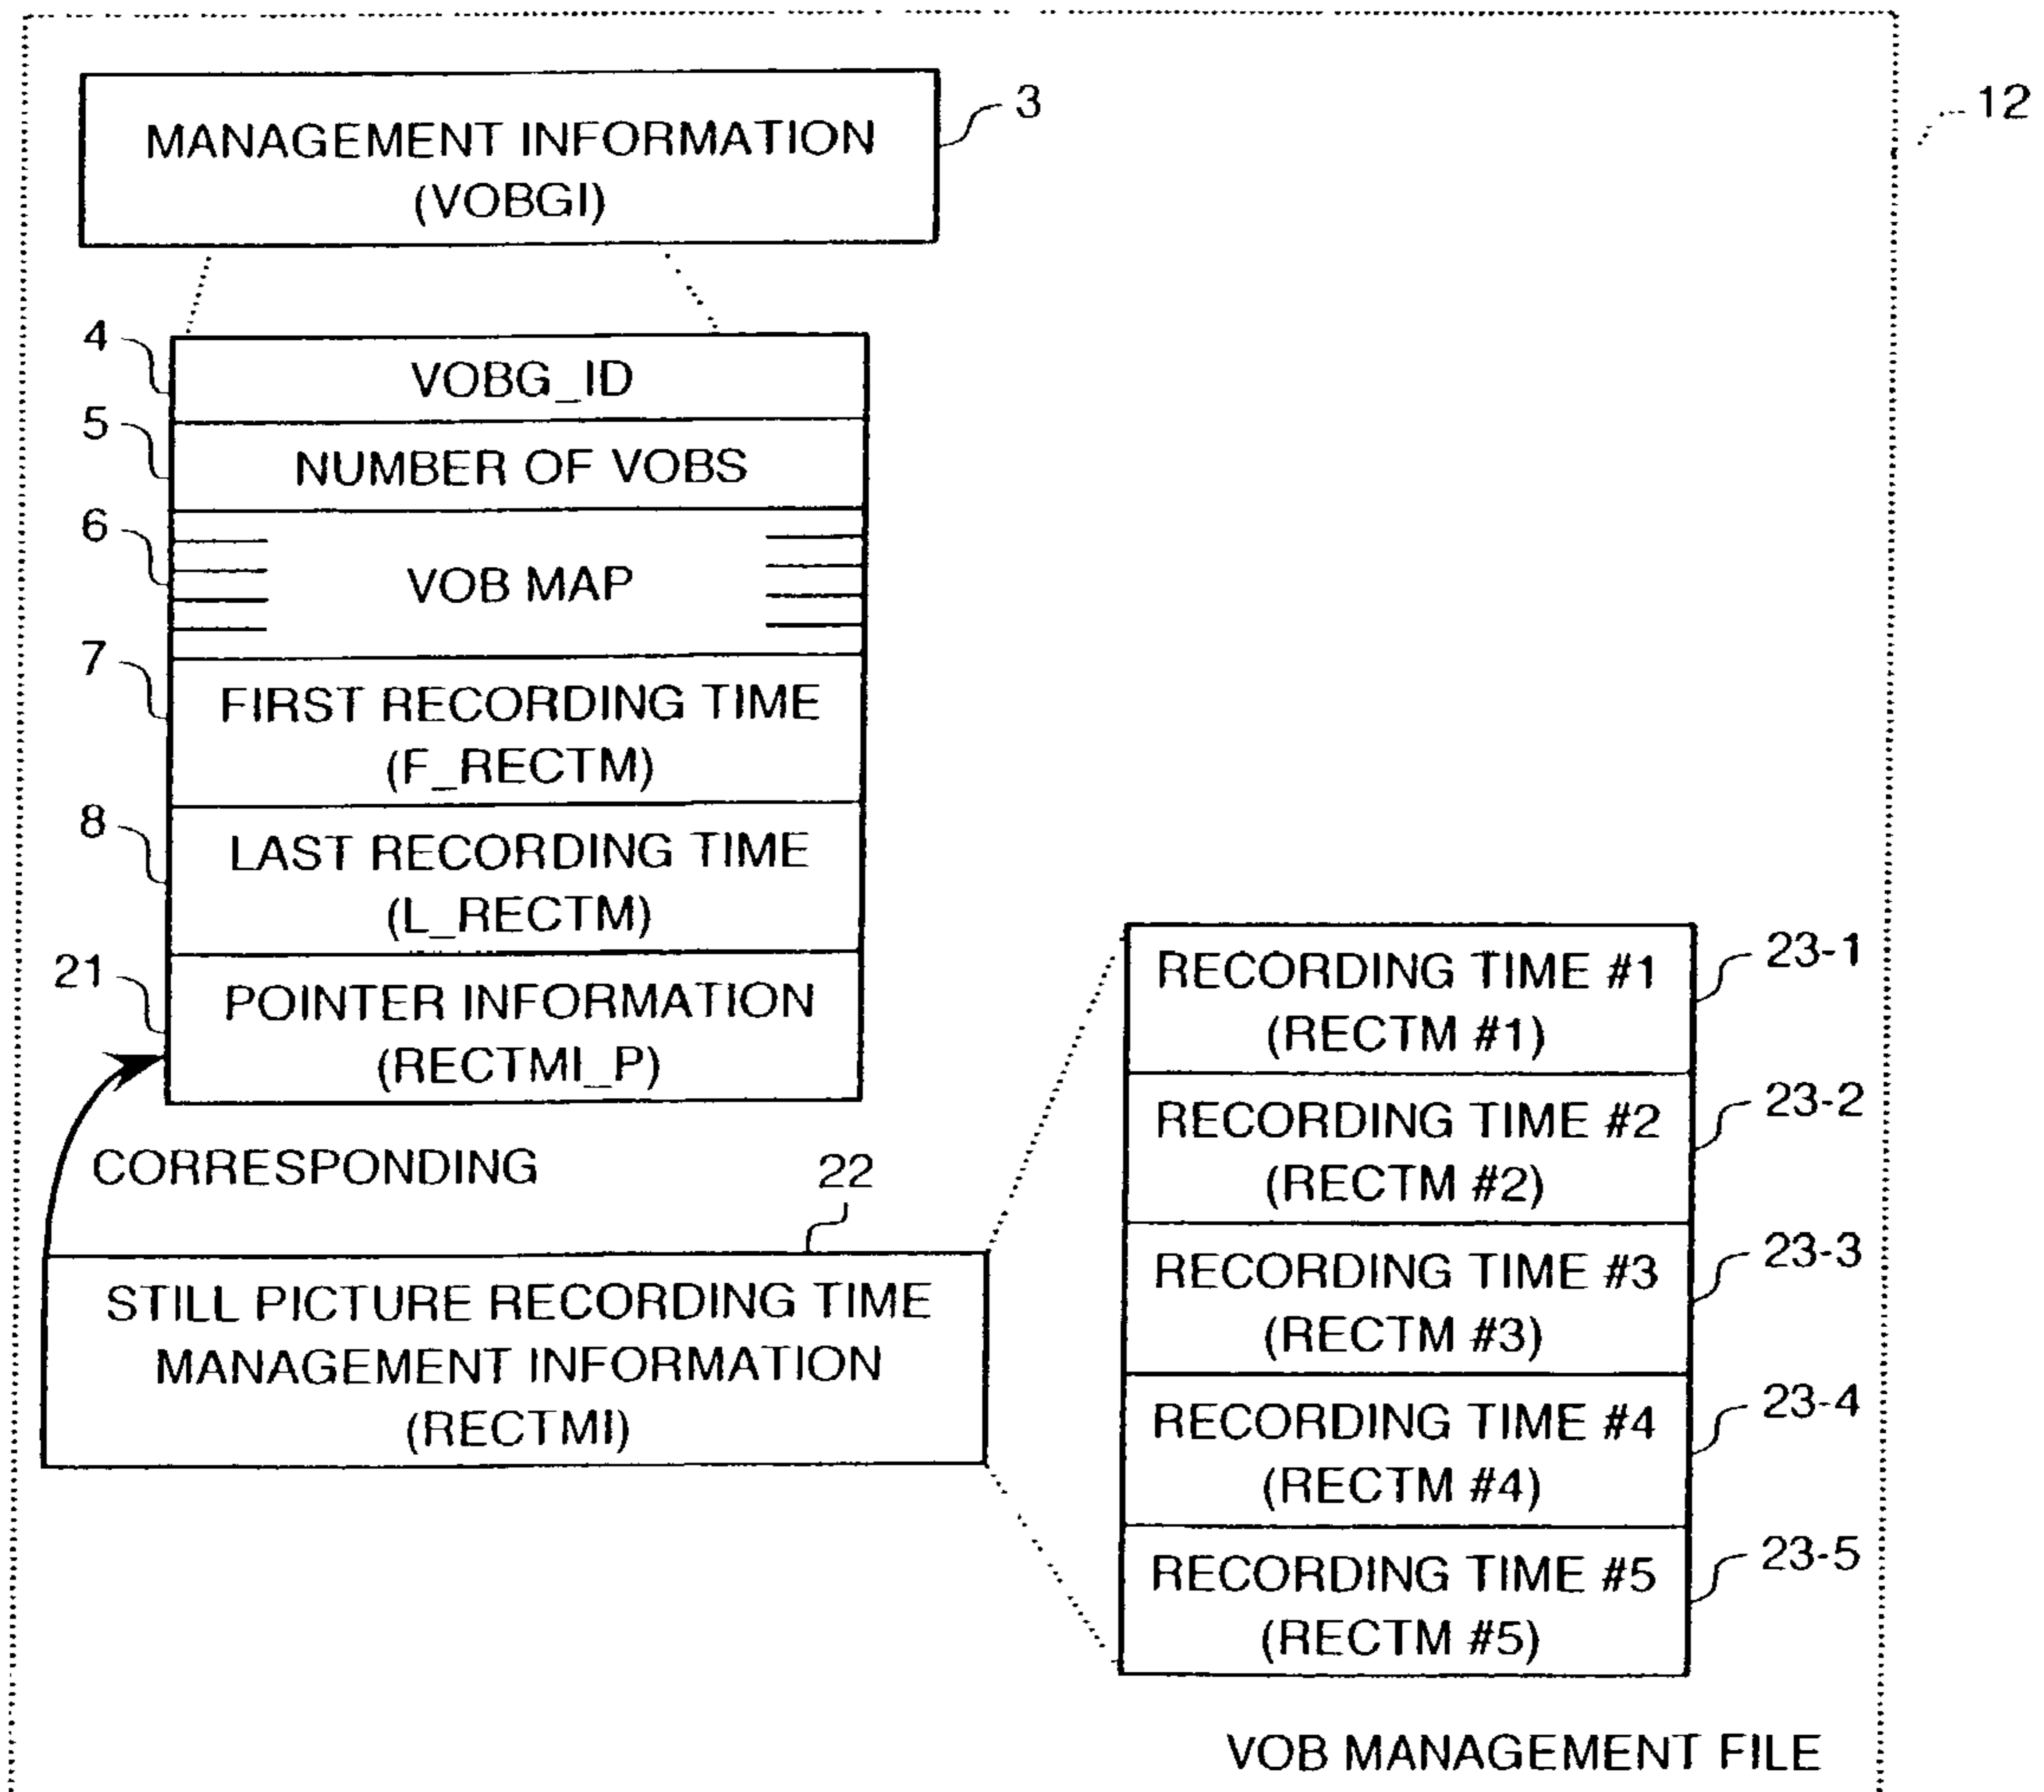 MANAGEMENT INFORMATION
(VOBGI)
3
12
4
VOBG_ID
5
NUMBER OF VOBS
6
VOB MAP
7
FIRST RECORDING TIME
(F_RECTM)
8
LAST RECORDING TIME
(L_RECTM)
21
POINTER INFORMATION
(RECTMI_P)
CORRESPONDING
22
STILL PICTURE RECORDING TIME
MANAGEMENT INFORMATION
(RECTMI)
RECORDING TIME #1
(RECTM #1)
23-1
RECORDING TIME #2
(RECTM #2)
23-2
RECORDING TIME #3
(RECTM #3)
23-3
RECORDING TIME #4
(RECTM #4)
23-4
RECORDING TIME #5
(RECTM #5)
23-5
VOB MANAGEMENT FILE